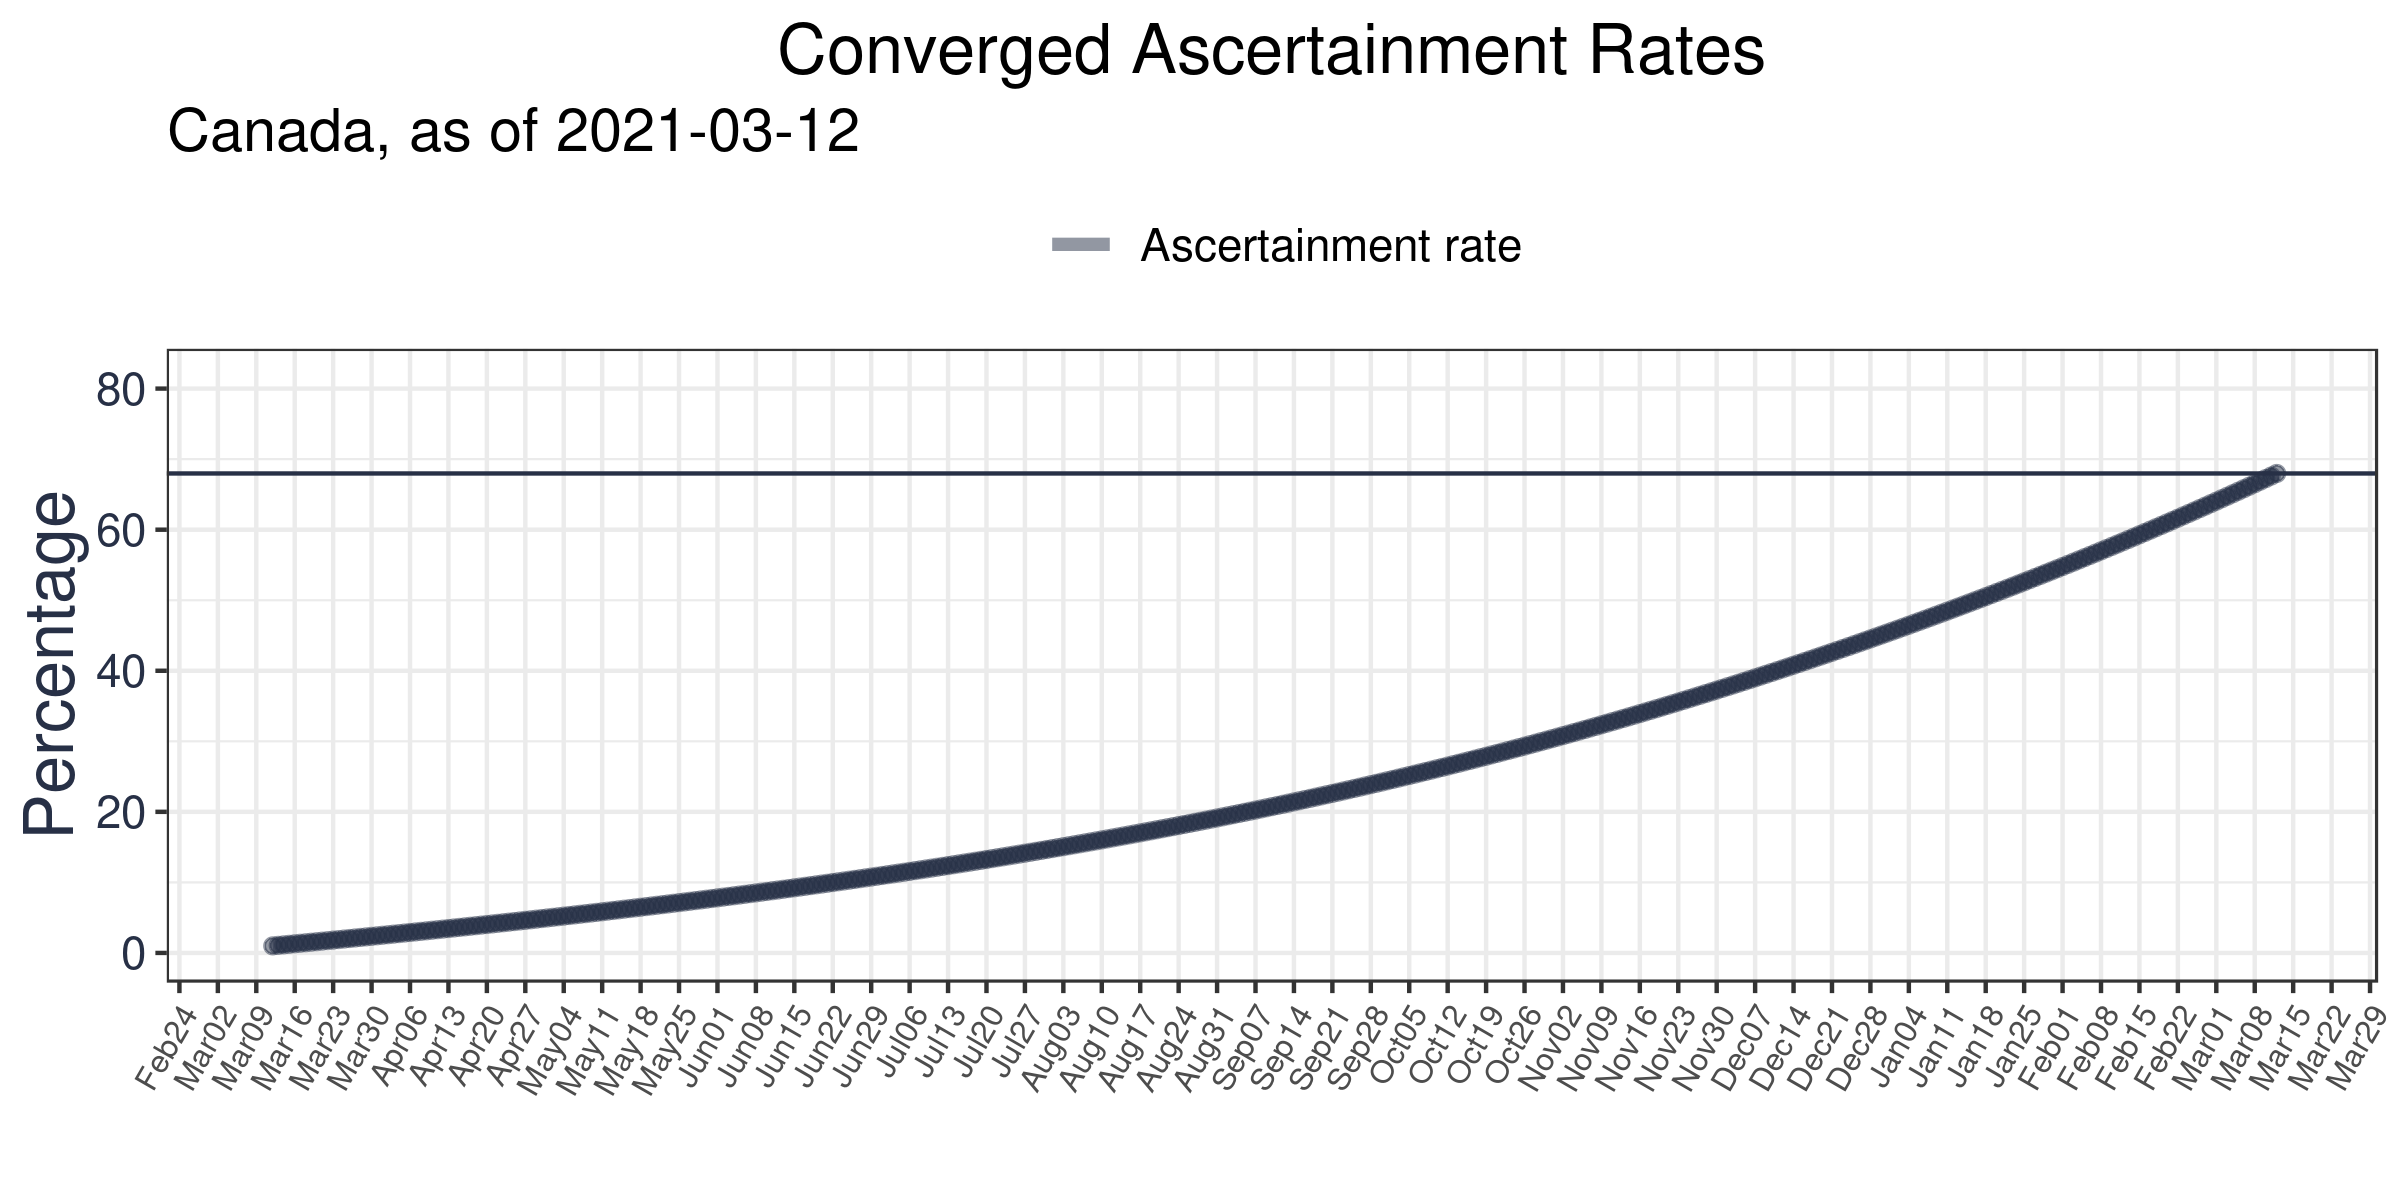 Converged Ascertainment Rates
Canada, as of 2021-03-12
Ascertainment rate
Percentage
80
60
40
20
0
Feb24
Mar02
Mar09
Mar16
Mar23
Mar30
Apr06
Apr13
Apr20
Apr27
May04
May11
May18
May25
Jun01
Jun08
Jun15
Jun22
Jun29
Jul06
Jul13
Jul20
Jul27
Aug03
Aug10
Aug17
Aug24
Aug31
Sep07
Sep14
Sep21
Sep28
Oct05
Oct12
Oct19
Oct26
Nov02
Nov09
Nov16
Nov23
Nov30
Dec07
Dec14
Dec21
Dec28
Jan04
Jan11
Jan18
Jan25
Feb01
Feb08
Feb15
Feb22
Mar01
Mar08
Mar15
Mar22
Mar29